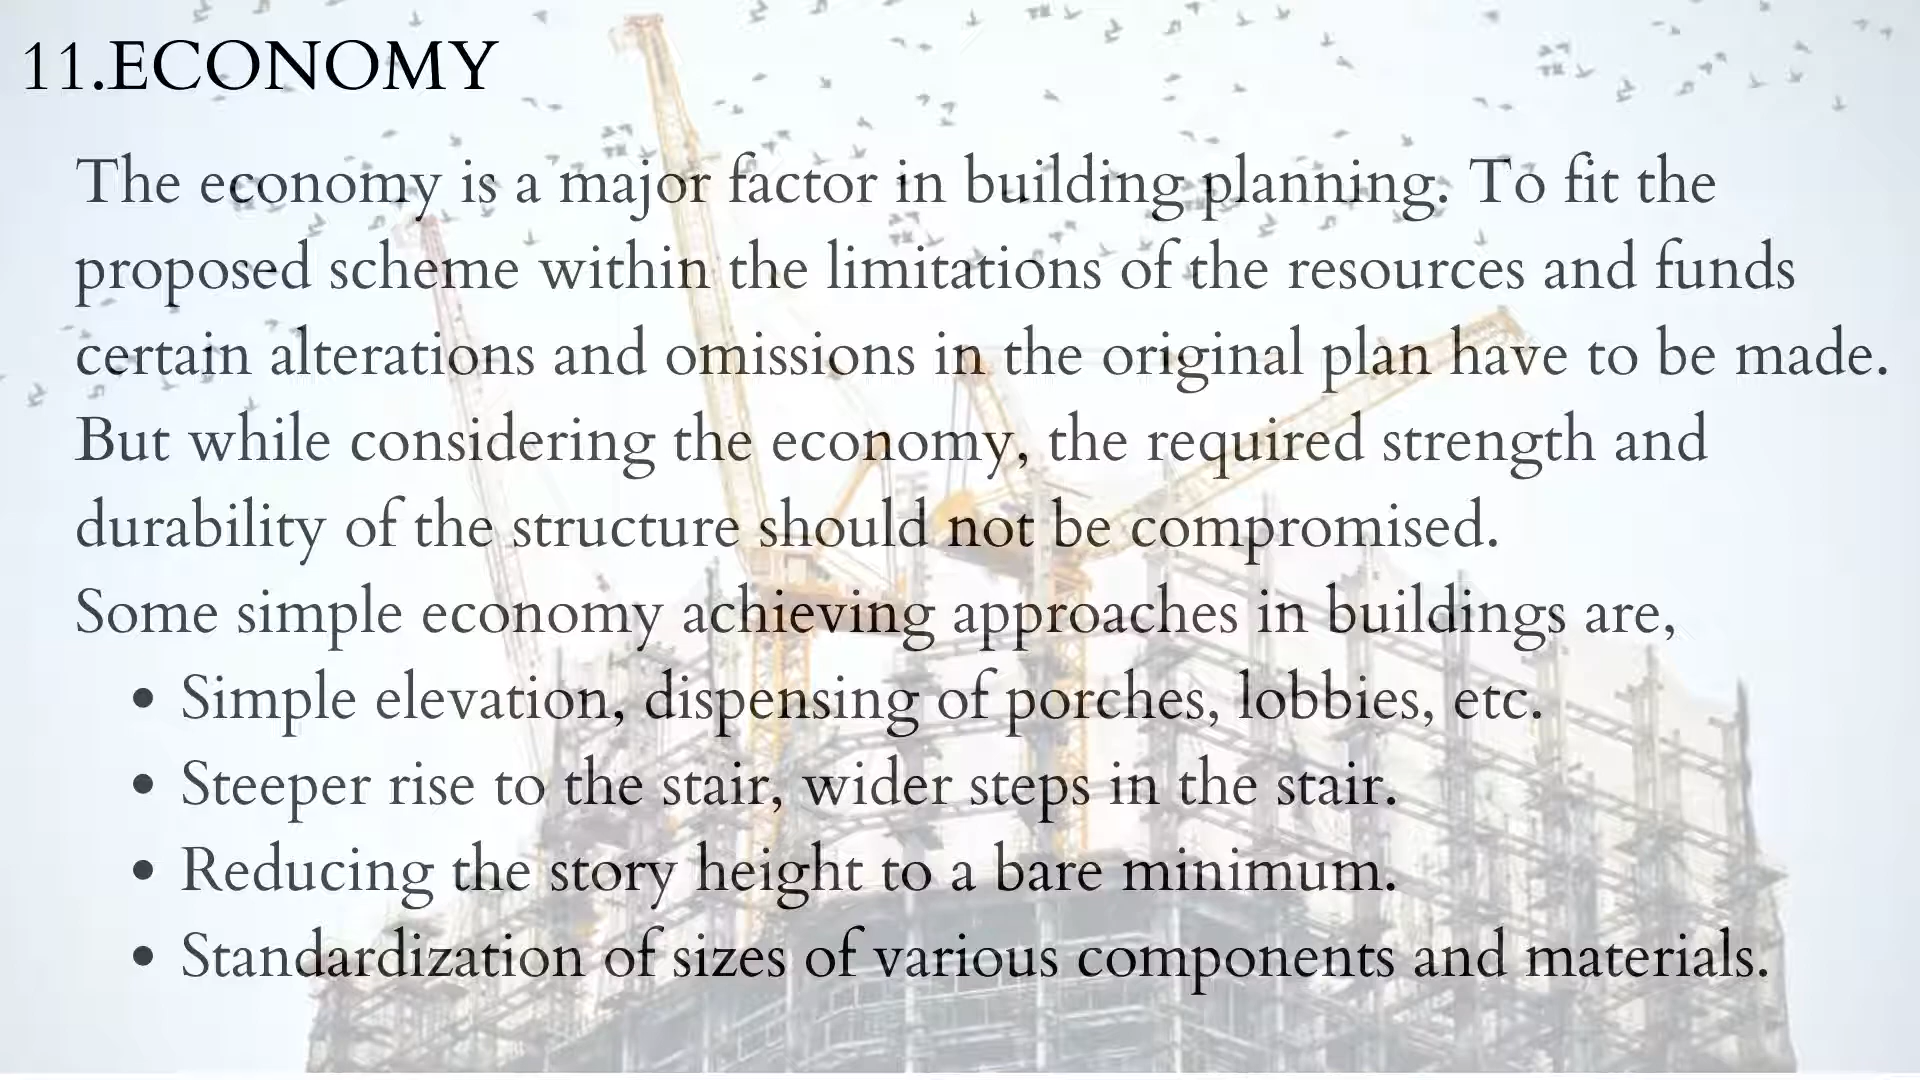 11.ECONOMY
The economy is a major factor in building planning. To fit the
proposed scheme within the limitations of the resources and funds
certain alterations and omissions in the original plan have to be made.
But while considering the economy, the required strength and
durability of the structure should not be compromised.
Some simple economy achieving approaches in buildings are,
• Simple elevation, dispensing of porches, lobbies, etc.
• Steeper rise to the stair, wider steps in the stair.
• Reducing the story height to a bare minimum.
• Standardization of sizes of various components and materials.